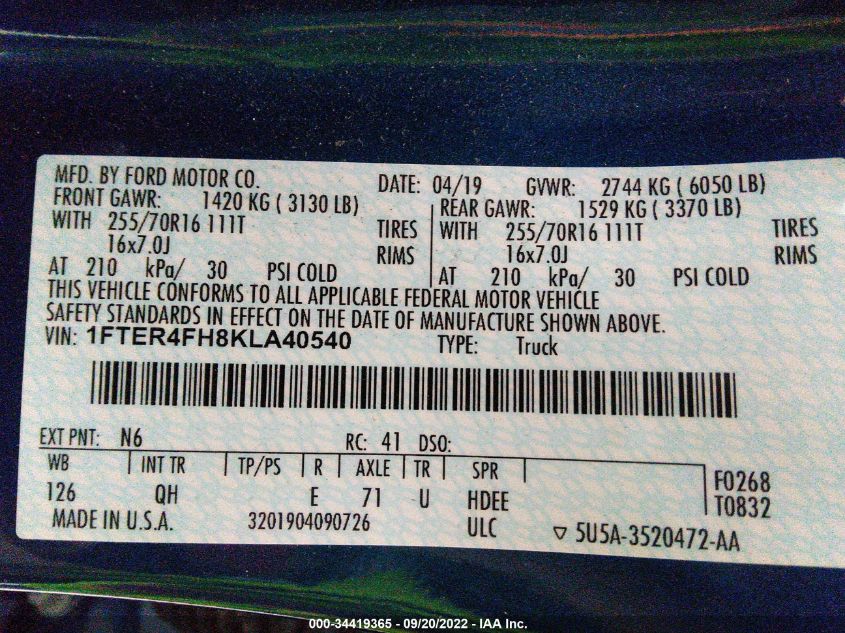 MFD. BY FORD MOTOR CO. DATE: 04/19 GVWR: 2744 KG ( 6050 LB)
FRONT GAWR: 1420 KG ( 3130 LB) REAR GAWR: 1529 KG ( 3370 LB)
WITH 255/70R16 111T TIRES WITH 255/70R16 111T TIRES
16x7.0J RIMS 16x7.0J RIMS
AT 210 kPa/ 30 PSI COLD AT 210 kPa/ 30 PSI COLD
THIS VEHICLE CONFORMS TO ALL APPLICABLE FEDERAL MOTOR VEHICLE
SAFETY STANDARDS IN EFFECT ON THE DATE OF MANUFACTURE SHOWN ABOVE.
VIN: 1FTER4FH8KLA40540 TYPE: Truck
EXT PNT: N6 RC: 41 DSO:
WB INT TR TP/PS R AXLE TR SPR F0268
126 QH E 71 U HDEE T0832
MADE IN U.S.A. 3201904090726 ULC ▽ 5U5A-3520472-AA
000-34419365 - 09/20/2022 - IAA Inc.